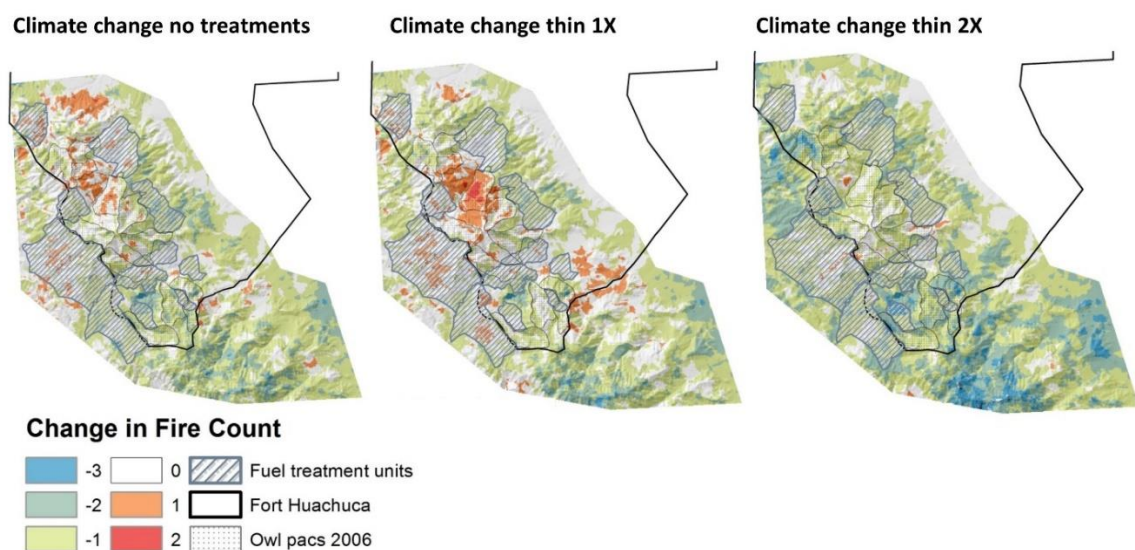 Climate change no treatments
Climate change thin 1X
Climate change thin 2X
Change in Fire Count
-3 0 Fuel treatment units
-2 1 Fort Huachuca
-1 2 Owl pacs 2006